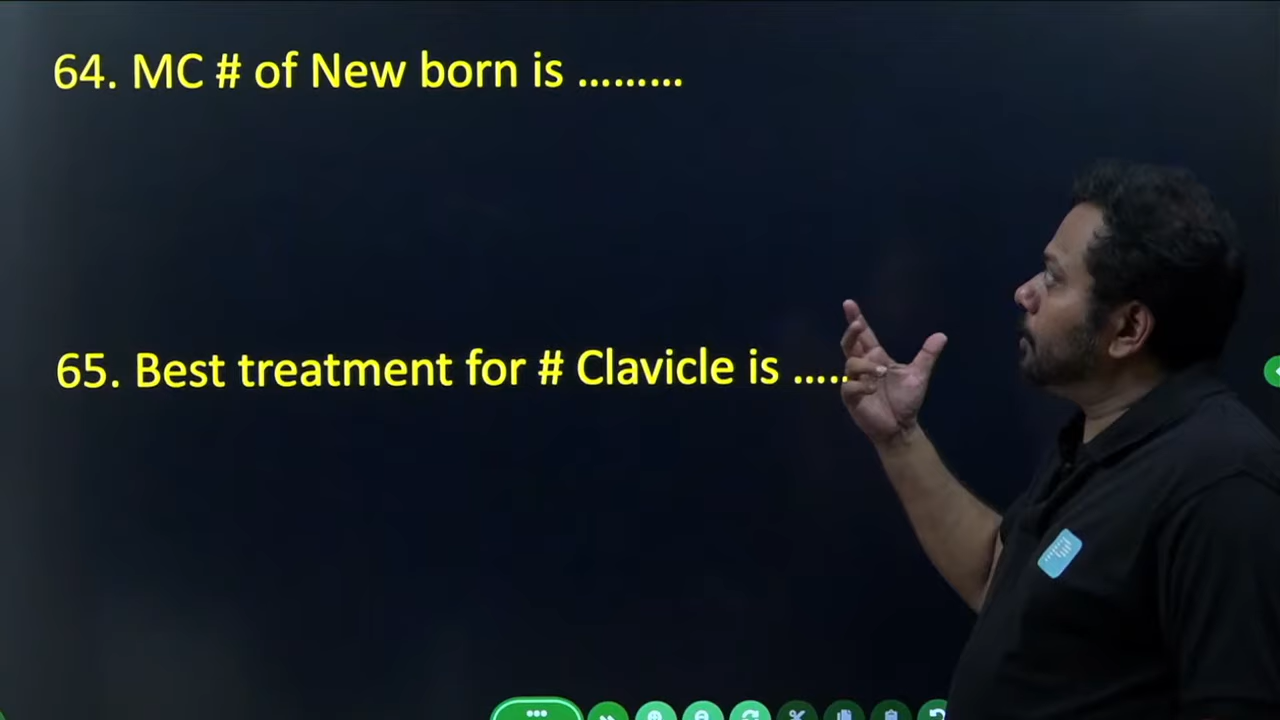 64. MC # of New born is .........
65. Best treatment for # Clavicle is .....